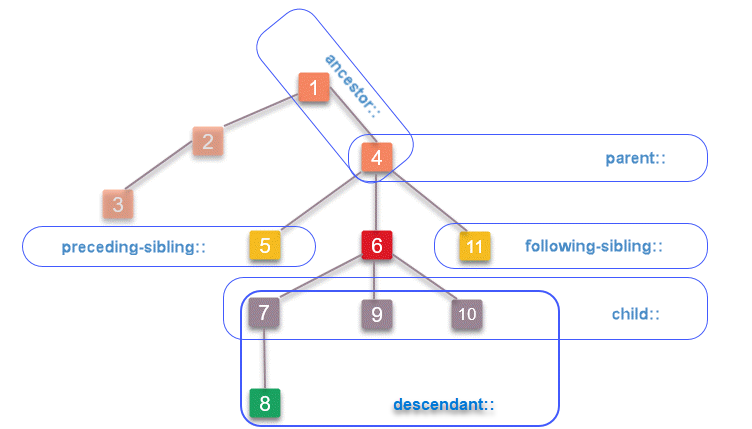 ancestor::
1
2
4
parent::
3
preceding-sibling::
5
6
11
following-sibling::
7
9
10
child::
8
descendant::